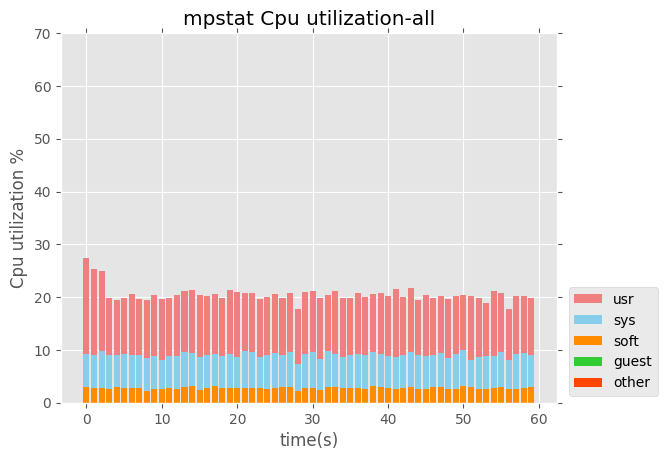 mpstat Cpu utilization-all
Cpu utilization %
70
60
50
40
30
20
10
0
0 10 20 30 40 50 60
time(s)
usr
sys
soft
guest
other